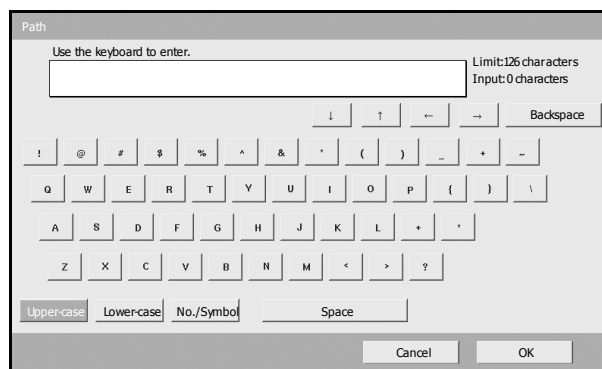 Path
Use the keyboard to enter.
Limit:126 characters
Input:0 characters
↓ ↑ ← → Backspace
! @ # $ % ^ & * ( ) _ + ~
Q W E R T Y U I O P { } \
A S D F G H J K L + '
Z X C V B N M < > ?
Upper-case Lower-case No./Symbol Space
Cancel OK